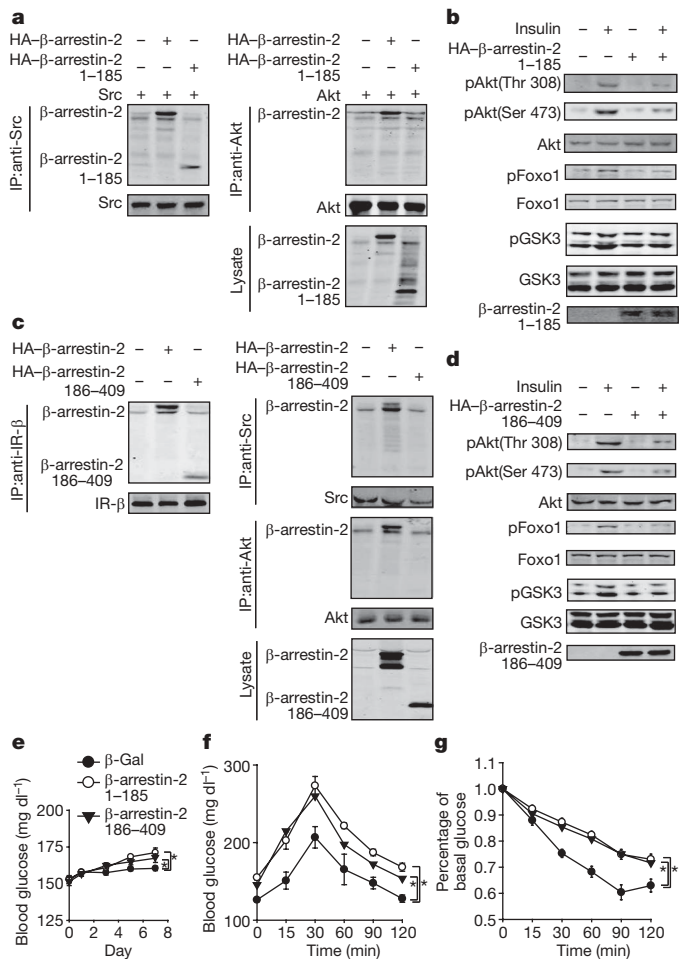 a
HA–β-arrestin-2 – + –
HA–β-arrestin-2 1–185 – – +
Src + + +
IP:anti-Src
β-arrestin-2
β-arrestin-2 1–185
Src
HA–β-arrestin-2 – + –
HA–β-arrestin-2 1–185 – – +
Akt + + +
IP:anti-Akt
β-arrestin-2
Akt
Lysate
β-arrestin-2
β-arrestin-2 1–185
b
Insulin – + – +
HA–β-arrestin-2 1–185 – – + +
pAkt(Thr 308)
pAkt(Ser 473)
Akt
pFoxo1
Foxo1
pGSK3
GSK3
β-arrestin-2 1–185
c
HA–β-arrestin-2 – + –
HA–β-arrestin-2 186–409 – – +
IP:anti-IR-β
β-arrestin-2
β-arrestin-2 186–409
IR-β
HA–β-arrestin-2 – + –
HA–β-arrestin-2 186–409 – – +
IP:anti-Src
β-arrestin-2
Src
IP:anti-Akt
β-arrestin-2
Akt
Lysate
β-arrestin-2
β-arrestin-2 186–409
d
Insulin – + – +
HA–β-arrestin-2 186–409 – – + +
pAkt(Thr 308)
pAkt(Ser 473)
Akt
pFoxo1
Foxo1
pGSK3
GSK3
β-arrestin-2 186–409
e
β-Gal
β-arrestin-2 1–185
β-arrestin-2 186–409
Blood glucose (mg dl⁻¹)
200
175
150
125
0 2 4 6 8
Day
* *
f
Blood glucose (mg dl⁻¹)
300
200
100
0 15 30 60 90 120
Time (min)
* *
g
Percentage of basal glucose
1.1
1.0
0.9
0.8
0.7
0.6
0.5
0 15 30 60 90 120
Time (min)
* *